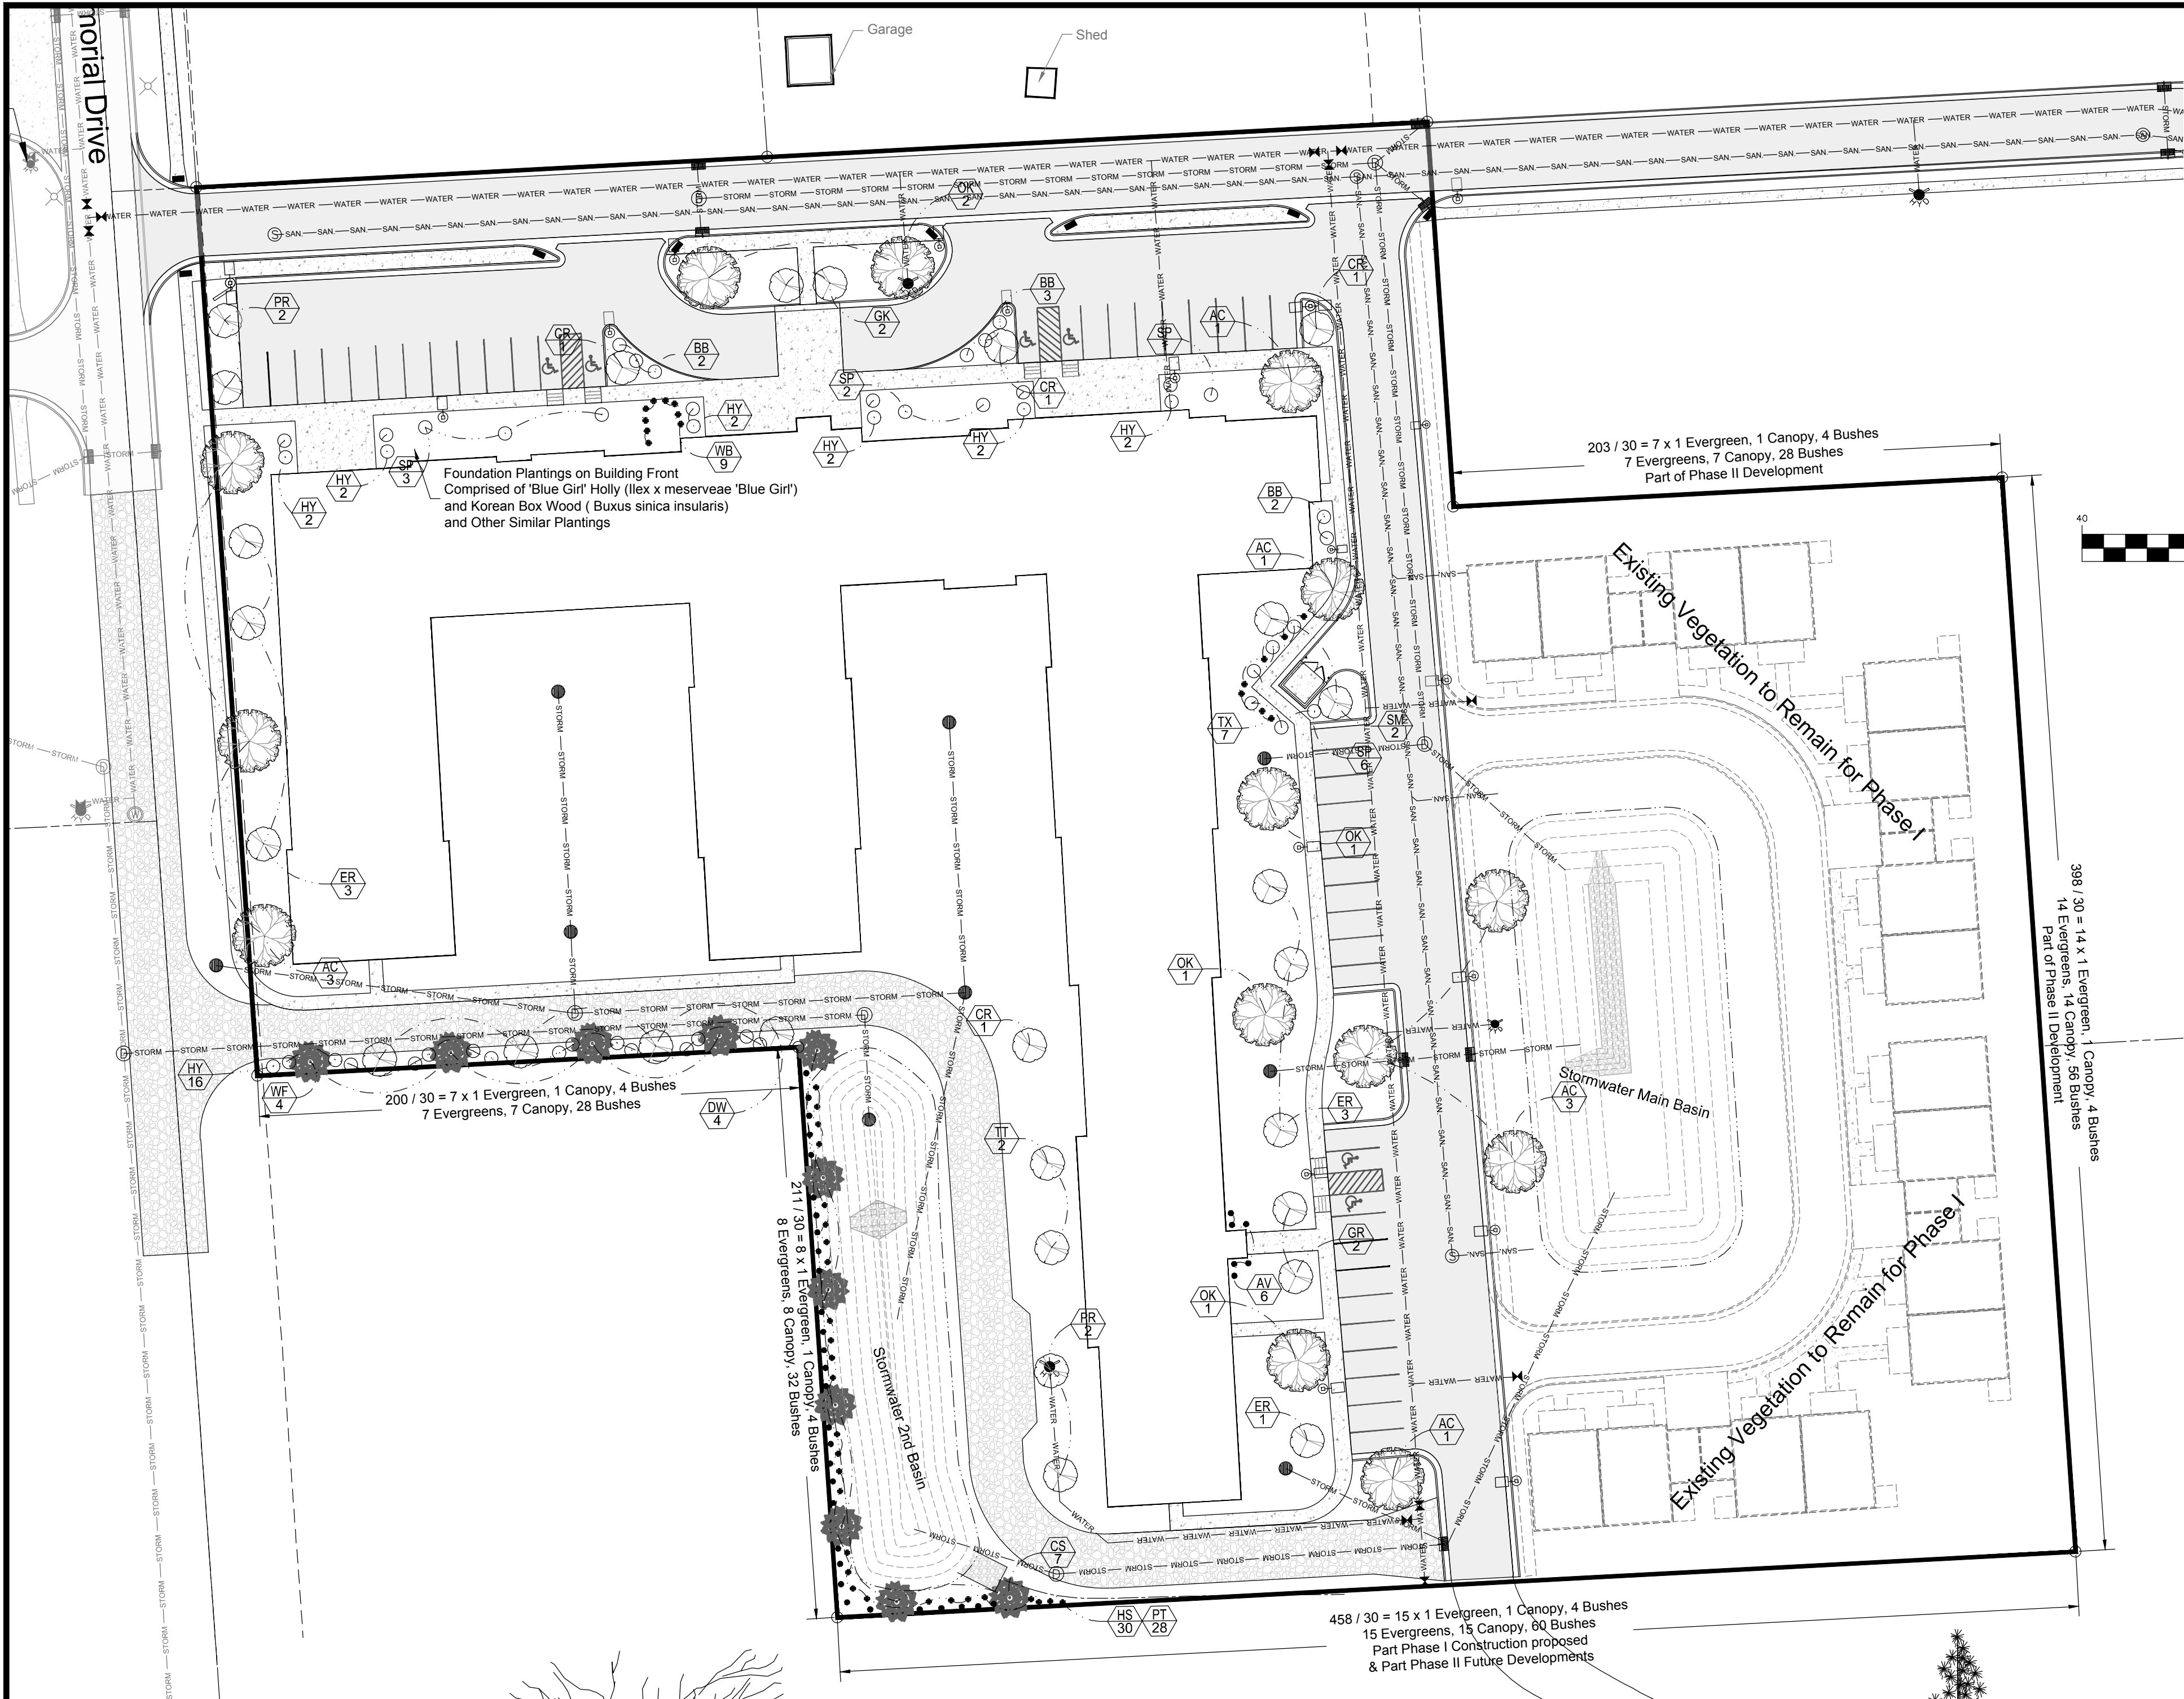 morial Drive
Garage
Shed
PR
2
CR
1
BB
2
GK
2
OK
2
BB
3
SP
AC
1
CR
1
SP
2
CR
1
HY
2
WB
9
HY
2
HY
2
HY
2
SP
3
HY
2
HY
2
Foundation Plantings on Building Front
Comprised of 'Blue Girl' Holly (Ilex x meserveae 'Blue Girl')
and Korean Box Wood ( Buxus sinica insularis)
and Other Similar Plantings
203 / 30 = 7 x 1 Evergreen, 1 Canopy, 4 Bushes
7 Evergreens, 7 Canopy, 28 Bushes
Part of Phase II Development
40
BB
2
AC
1
Existing Vegetation to Remain for Phase I
TX
7
SM
2
SP
6
OK
1
ER
3
AC
3
OK
1
CR
1
398 / 30 = 14 x 1 Evergreen, 1 Canopy, 4 Bushes
14 Evergreens, 14 Canopy, 56 Bushes
Part of Phase II Development
HY
16
WF
4
200 / 30 = 7 x 1 Evergreen, 1 Canopy, 4 Bushes
7 Evergreens, 7 Canopy, 28 Bushes
DW
4
TT
2
ER
3
AC
3
Stormwater Main Basin
211 / 30 = 8 x 1 Evergreen, 1 Canopy, 4 Bushes
8 Evergreens, 8 Canopy, 32 Bushes
GR
2
AV
6
OK
1
PR
2
Stormwater 2nd Basin
Existing Vegetation to Remain for Phase I
ER
1
AC
1
CS
7
HS
30
PT
28
458 / 30 = 15 x 1 Evergreen, 1 Canopy, 4 Bushes
15 Evergreens, 15 Canopy, 60 Bushes
Part Phase I Construction proposed
& Part Phase II Future Developments
WATER
STORM
SAN.